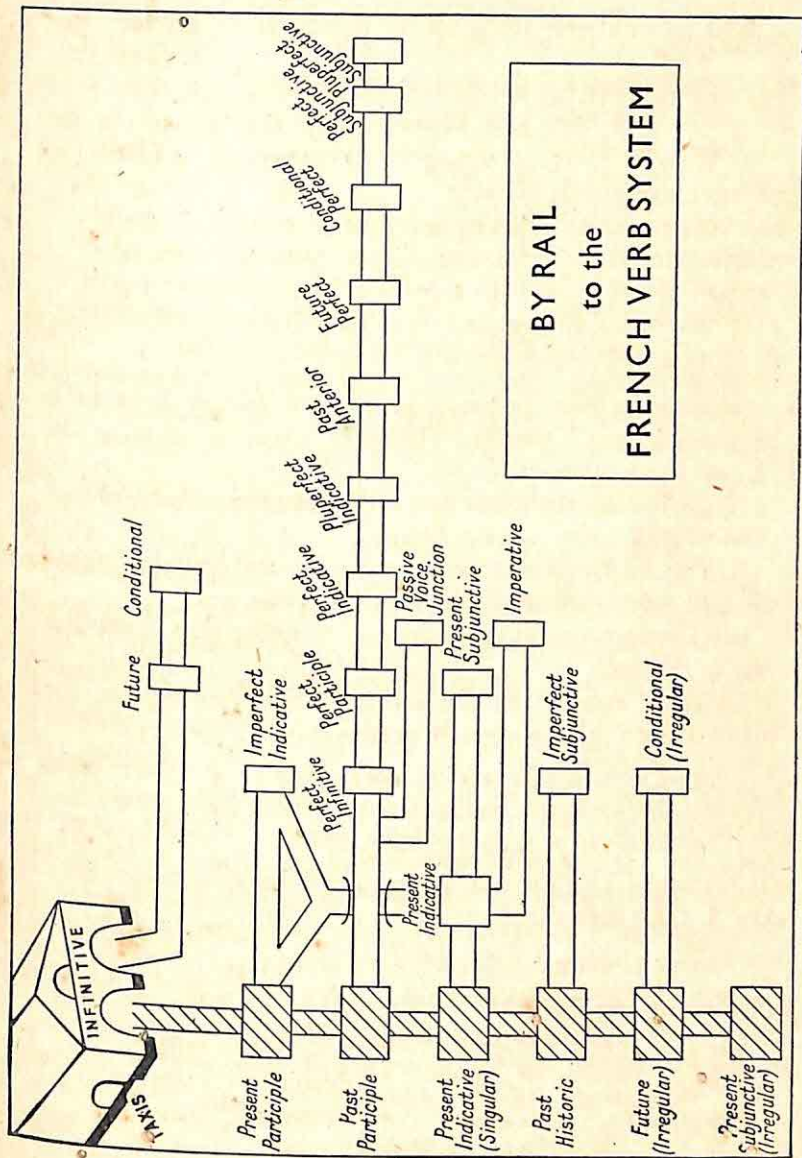 TAXIS
INFINITIVE
Future
Conditional
Present
Participle
Imperfect
Indicative
Past
Participle
Perfect
Infinitive
Perfect
Participle
Perfect
Indicative
Pluperfect
Indicative
Past
Anterior
Future
Perfect
Conditional
Perfect
Perfect
Subjunctive
Pluperfect
Subjunctive
Passive
Voice
Junction
Present
Indicative
(Singular)
Present
Indicative
Present
Subjunctive
Imperative
Past
Historic
Imperfect
Subjunctive
Future
(Irregular)
Conditional
(Irregular)
Present
Subjunctive
(Irregular)
BY RAIL
to the
FRENCH VERB SYSTEM